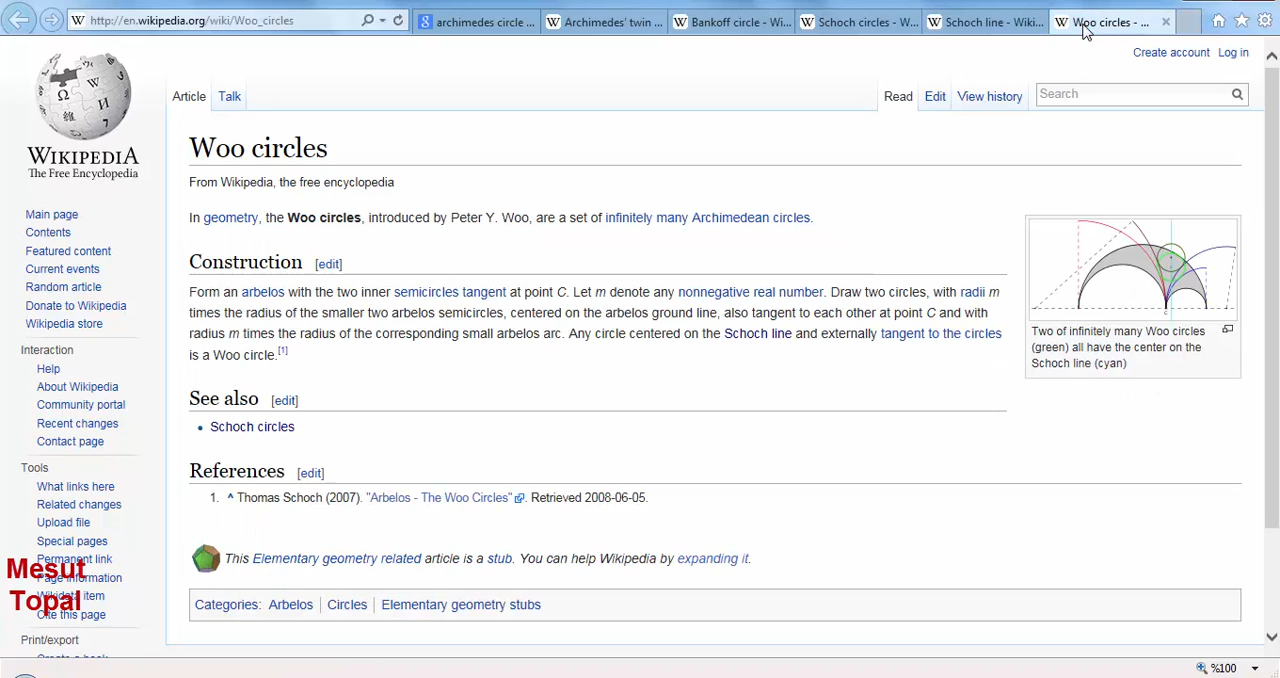 http://en.wikipedia.org/wiki/Woo_circles
archimedes circle ...
Archimedes' twin ...
Bankoff circle - Wi...
Schoch circles - W...
Schoch line - Wiki...
Woo circles - ...
Create account Log in
Article Talk Read Edit View history Search
WIKIPEDIA
The Free Encyclopedia
Main page
Contents
Featured content
Current events
Random article
Donate to Wikipedia
Wikimedia store
Interaction
Help
About Wikipedia
Community portal
Recent changes
Contact page
Tools
What links here
Related changes
Upload file
Special pages
Permanent link
Page information
Wikidata item
Cite this page
Print/export
Mesut
Topal
Woo circles
From Wikipedia, the free encyclopedia
In geometry, the Woo circles, introduced by Peter Y. Woo, are a set of infinitely many Archimedean circles.
Construction [edit]
Form an arbelos with the two inner semicircles tangent at point C. Let m denote any nonnegative real number. Draw two circles, with radii m
times the radius of the smaller two arbelos semicircles, centered on the arbelos ground line, also tangent to each other at point C and with
radius m times the radius of the corresponding small arbelos arc. Any circle centered on the Schoch line and externally tangent to the circles
is a Woo circle.[1]
Two of infinitely many Woo circles
(green) all have the center on the
Schoch line (cyan)
See also [edit]
• Schoch circles
References [edit]
1. ^ Thomas Schoch (2007). "Arbelos - The Woo Circles". Retrieved 2008-06-05.
This Elementary geometry related article is a stub. You can help Wikipedia by expanding it.
Categories: Arbelos | Circles | Elementary geometry stubs
%100